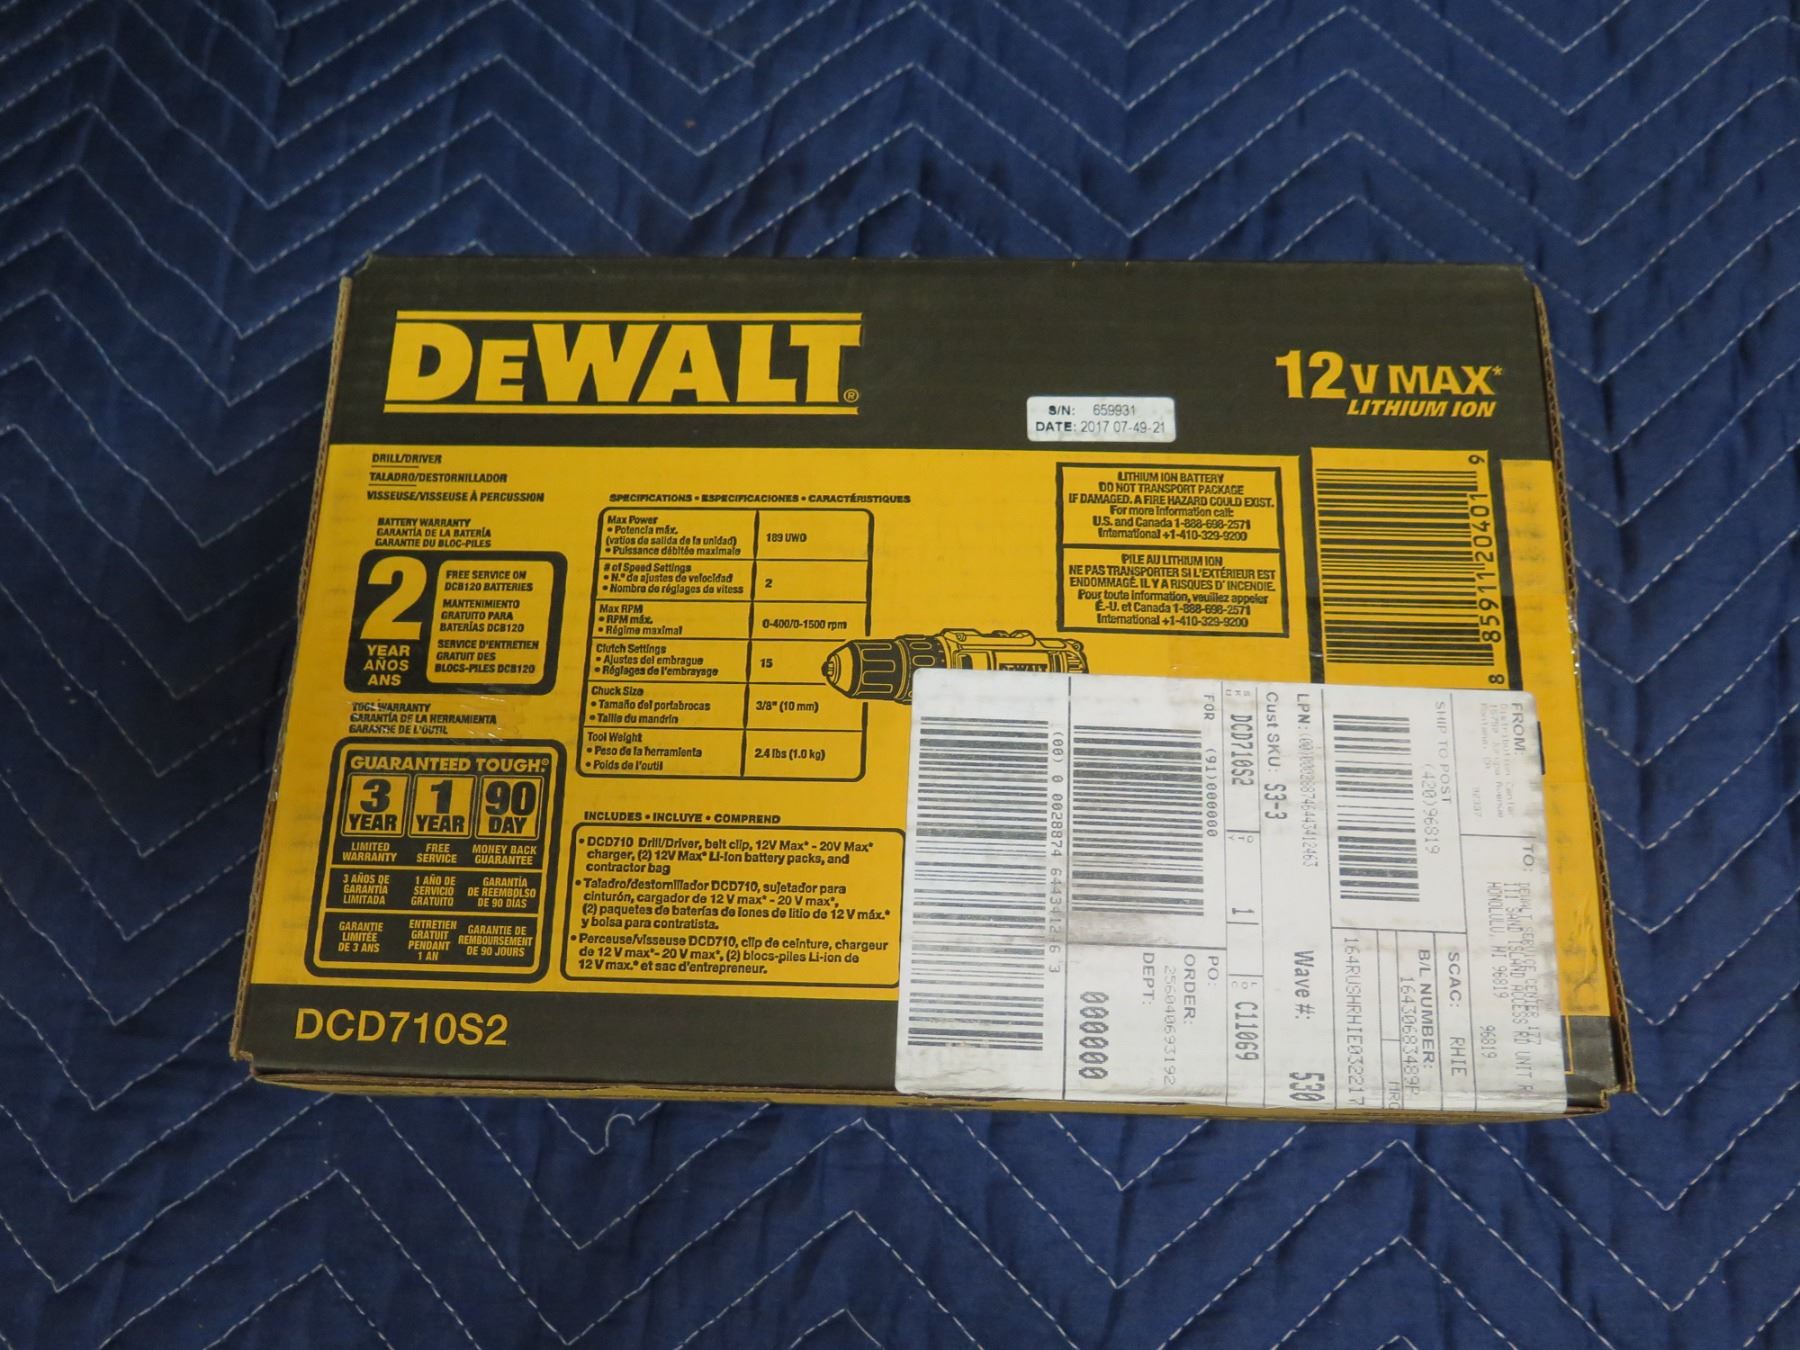 DEWALT®
12V MAX*
LITHIUM ION
S/N: 659931
DATE: 2017 07-49-21
DRILL/DRIVER
TALADRO/DESTORNILLADOR
VISSEUSE/VISSEUSE À PERCUSSION
BATTERY WARRANTY
GARANTÍA DE LA BATERÍA
GARANTIE DU BLOC-PILES
2
YEAR
AÑOS
ANS
FREE SERVICE ON
DCB120 BATTERIES
MANTENIMIENTO
GRATUITO PARA
BATERÍAS DCB120
SERVICE D'ENTRETIEN
GRATUIT DES
BLOCS-PILES DCB120
TOOL WARRANTY
GARANTÍA DE LA HERRAMIENTA
GARANTIE DE L'OUTIL
GUARANTEED TOUGH®
3 YEAR
1 YEAR
90 DAY
LIMITED WARRANTY
FREE SERVICE
MONEY BACK GUARANTEE
3 AÑOS DE GARANTÍA LIMITADA
1 AÑO DE SERVICIO GRATUITO
GARANTÍA DE REEMBOLSO DE 90 DÍAS
GARANTIE LIMITÉE DE 3 ANS
ENTRETIEN GRATUIT PENDANT 1 AN
GARANTIE DE REMBOURSEMENT DE 90 JOURS
SPECIFICATIONS • ESPECIFICACIONES • CARACTÉRISTIQUES
Max Power
• Potencia máx.
(vatios de salida de la unidad)
• Puissance débitée maximale
189 UWO
# of Speed Settings
• N.° de ajustes de velocidad
• Nombre de réglages de vitess
2
Max RPM
• RPM máx.
• Régime maximal
0-400/0-1500 rpm
Clutch Settings
• Ajustes del embrague
• Réglages de l'embrayage
15
Chuck Size
• Tamaño del portabrocas
• Taille du mandrin
3/8" (10 mm)
Tool Weight
• Peso de la herramienta
• Poids de l'outil
2.4 lbs (1.0 kg)
INCLUDES • INCLUYE • COMPREND
• DCD710 Drill/Driver, belt clip, 12V Max* - 20V Max*
charger, (2) 12V Max* Li-Ion battery packs, and
contractor bag
• Taladro/destornillador DCD710, sujetador para
cinturón, cargador de 12 V max* - 20 V max*,
(2) paquetes de baterías de iones de litio de 12 V máx.*
y bolsa para contratista.
• Perceuse/Visseuse DCD710, clip de ceinture, chargeur
de 12 V max*- 20 V max*, (2) blocs-piles Li-ion de
12 V max.* et sac d'entrepreneur.
LITHIUM ION BATTERY
DO NOT TRANSPORT PACKAGE
IF DAMAGED. A FIRE HAZARD COULD EXIST.
For more information call:
U.S. and Canada 1-888-698-2571
International +1-410-329-9200
PILE AU LITHIUM ION
NE PAS TRANSPORTER SI L'EXTÉRIEUR EST
ENDOMMAGÉ. IL Y A RISQUES D' INCENDIE.
Pour toute information, veuillez appeler
É.-U. et Canada 1-888-698-2571
International +1-410-329-9200
8 85911 20401 9
DEWALT
DCD710S2
FROM:
TO:
HONOLULU, HI 96819
96819
SHIP TO POST
(420)96819
SCAC: RHIE
B/L NUMBER:
164RUSHRHIE032217
LPN:
Cust SKU: S3-3
Wave #: 530
SKU
DCD710S2
QTY
1
LOC
C11069
FOR (91)000000
PO:
ORDER:
256040693192
DEPT:
000000
(00) 0 0028874 644341246 3